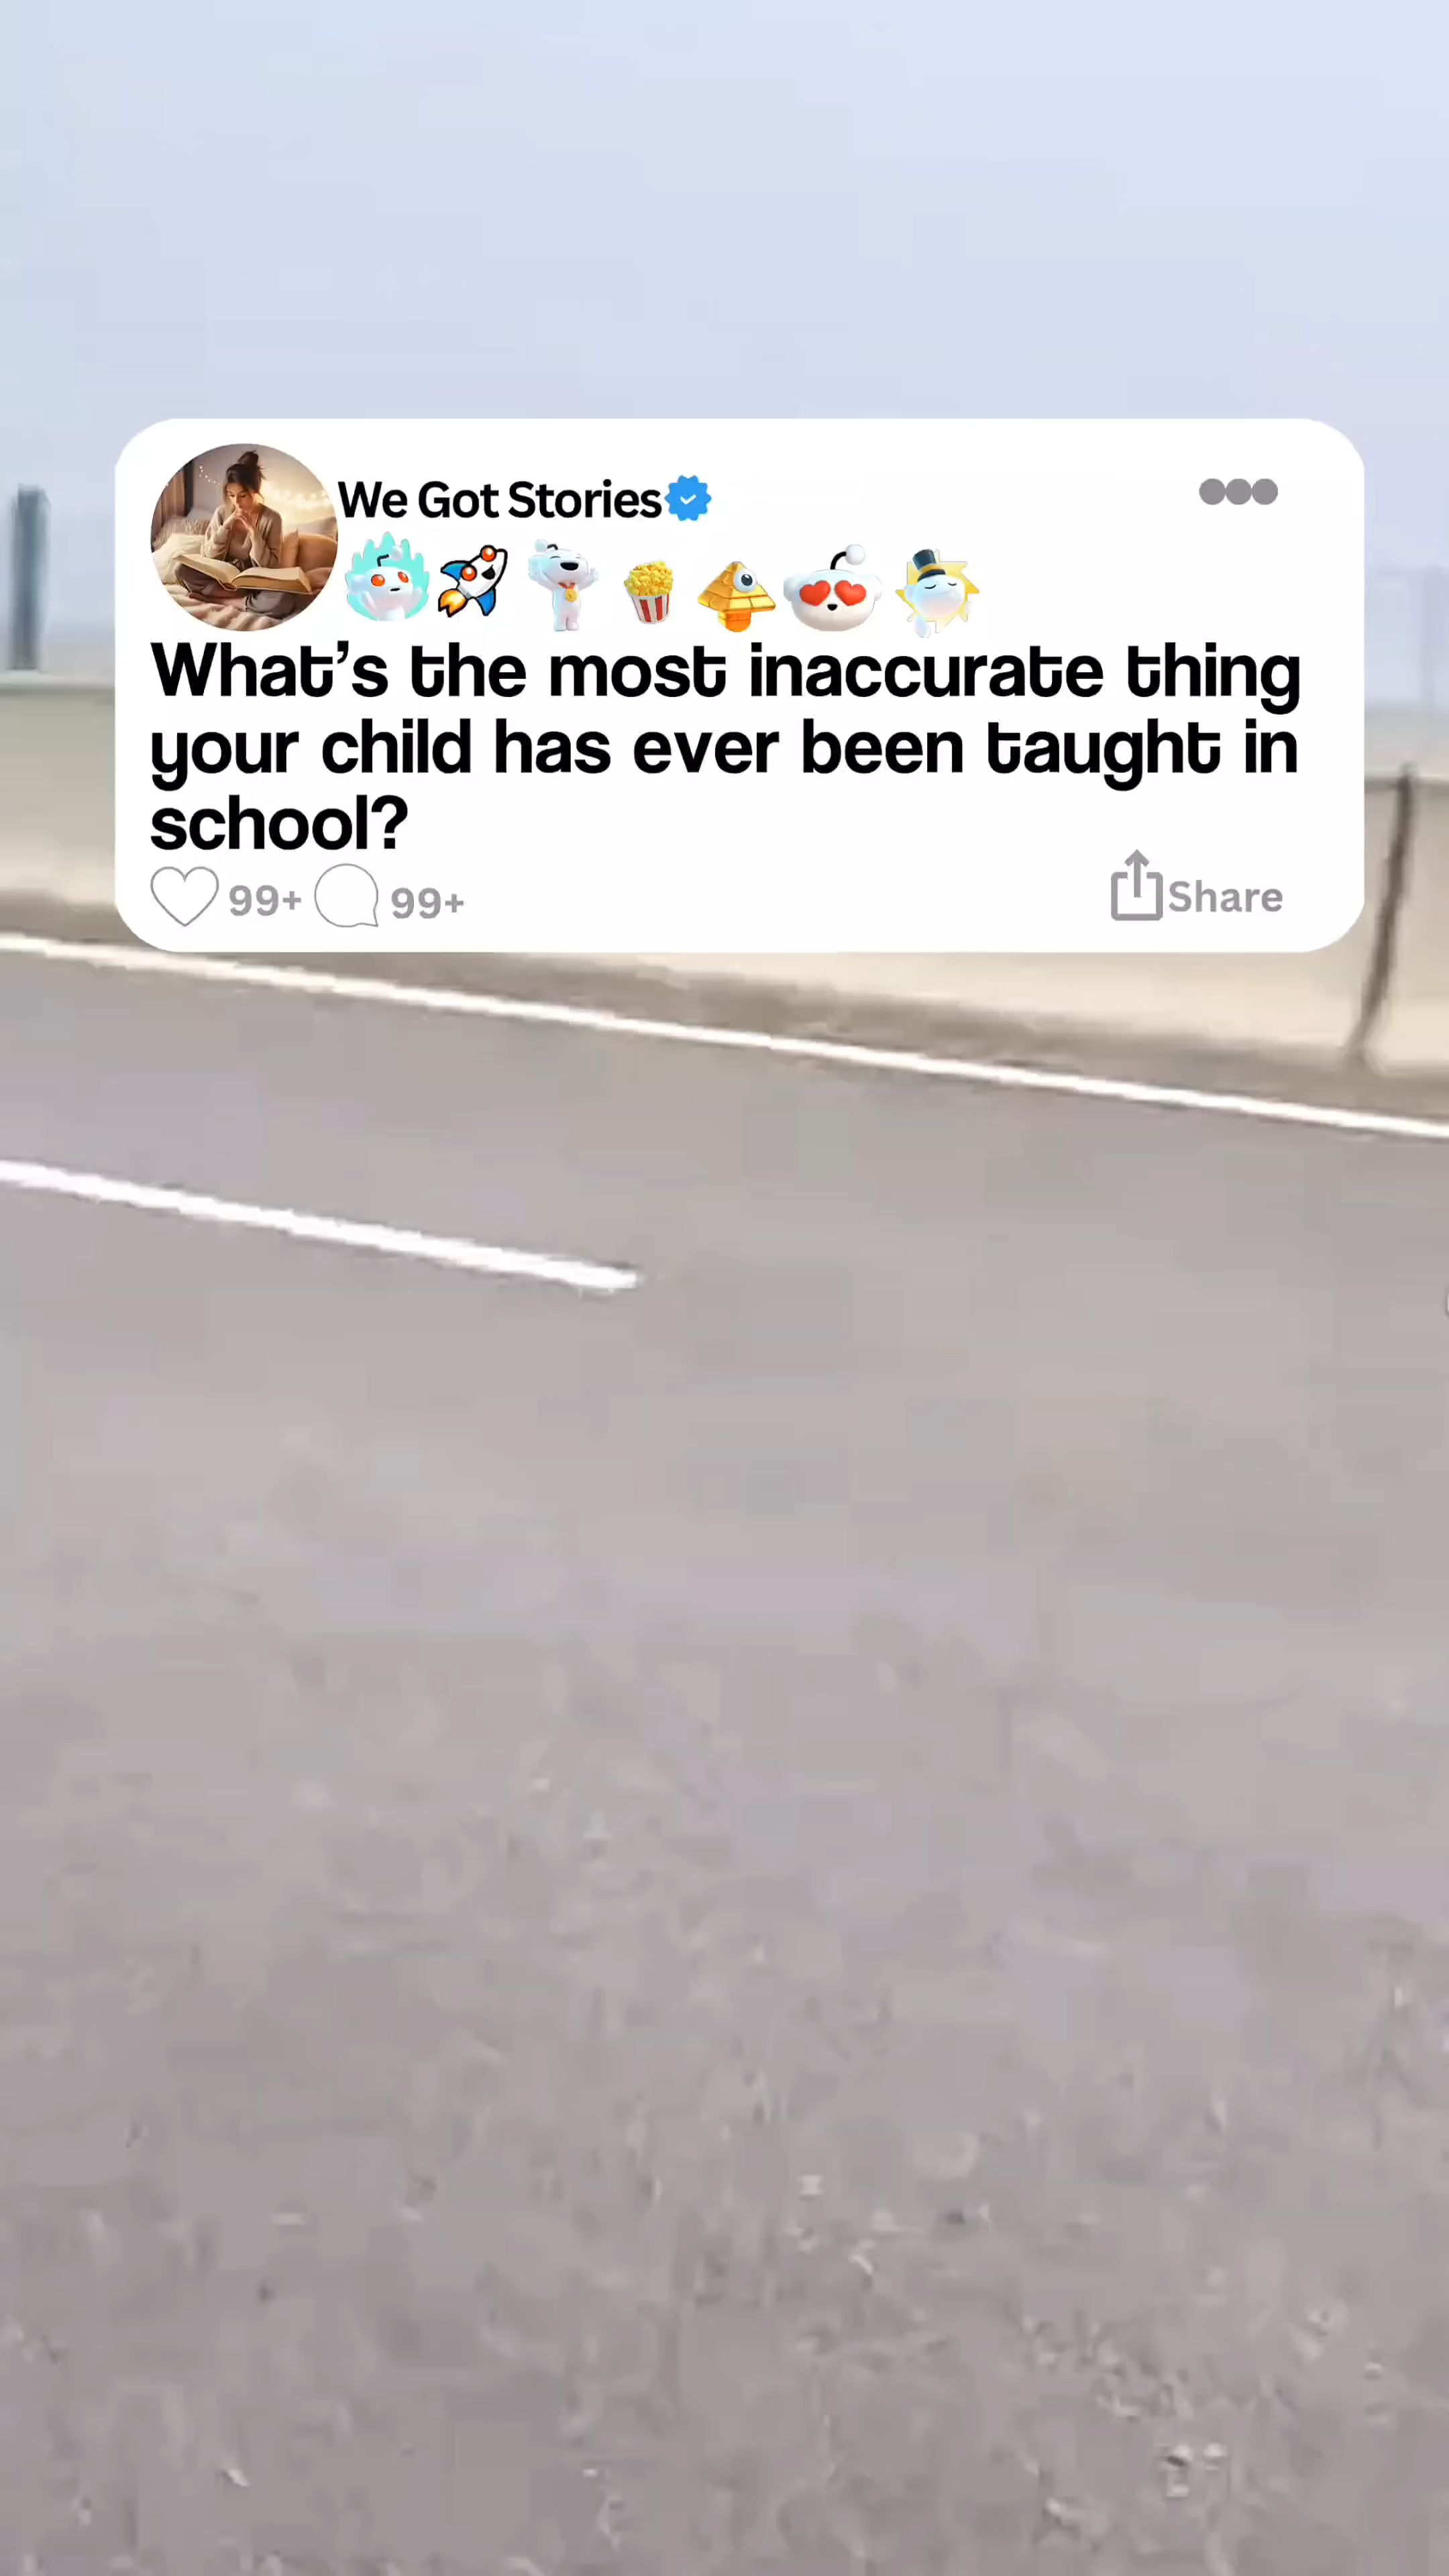 We Got Stories
What's the most inaccurate thing
your child has ever been taught in
school?
99+ 99+ Share